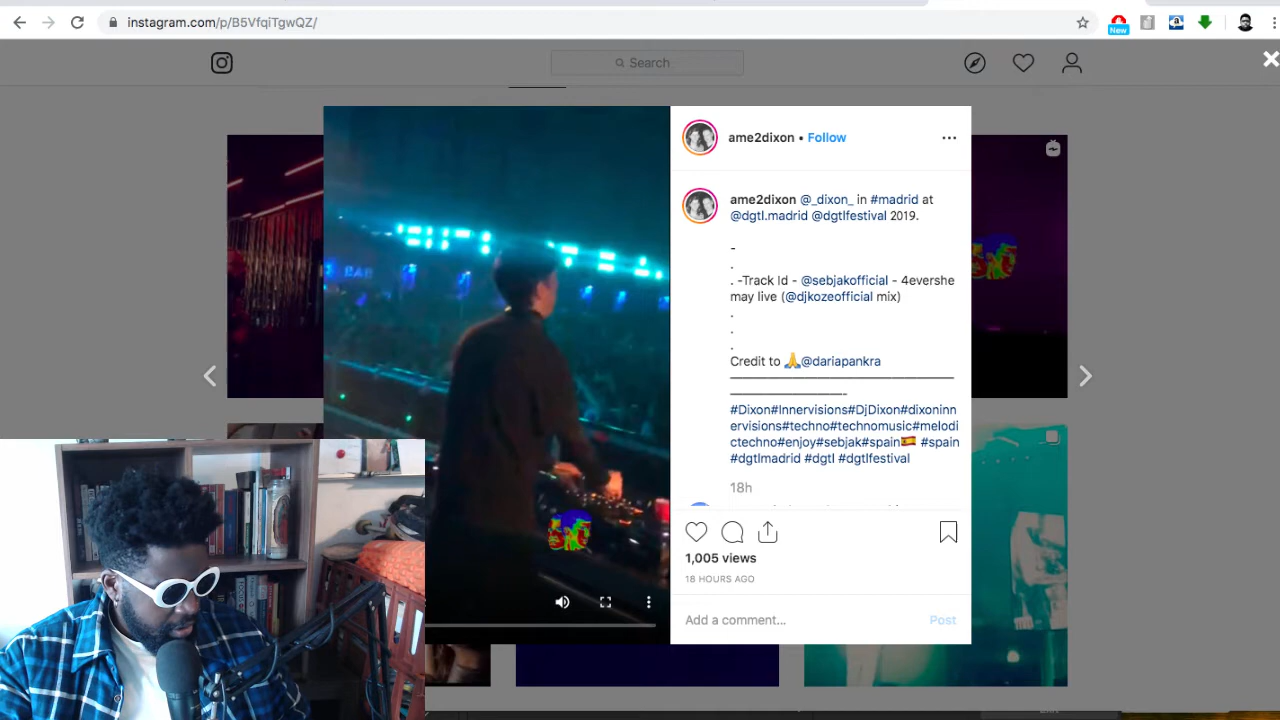 instagram.com/p/B5VfqiTgwQZ/
New
Search
ame2dixon • Follow
ame2dixon @_dixon_ in #madrid at
@dgtl.madrid @dgtlfestival 2019.
-
.
. -Track Id - @sebjakofficial - 4evershe
may live (@djkozeofficial mix)
.
.
.
Credit to 🙏@dariapankra
————————————————————
——————————-
#Dixon#Innervisions#DjDixon#dixoninn
ervisions#techno#technomusic#melodi
ctechno#enjoy#sebjak#spain🇪🇸 #spain
#dgtlmadrid #dgtl #dgtlfestival
18h
1,005 views
18 HOURS AGO
Add a comment...
Post